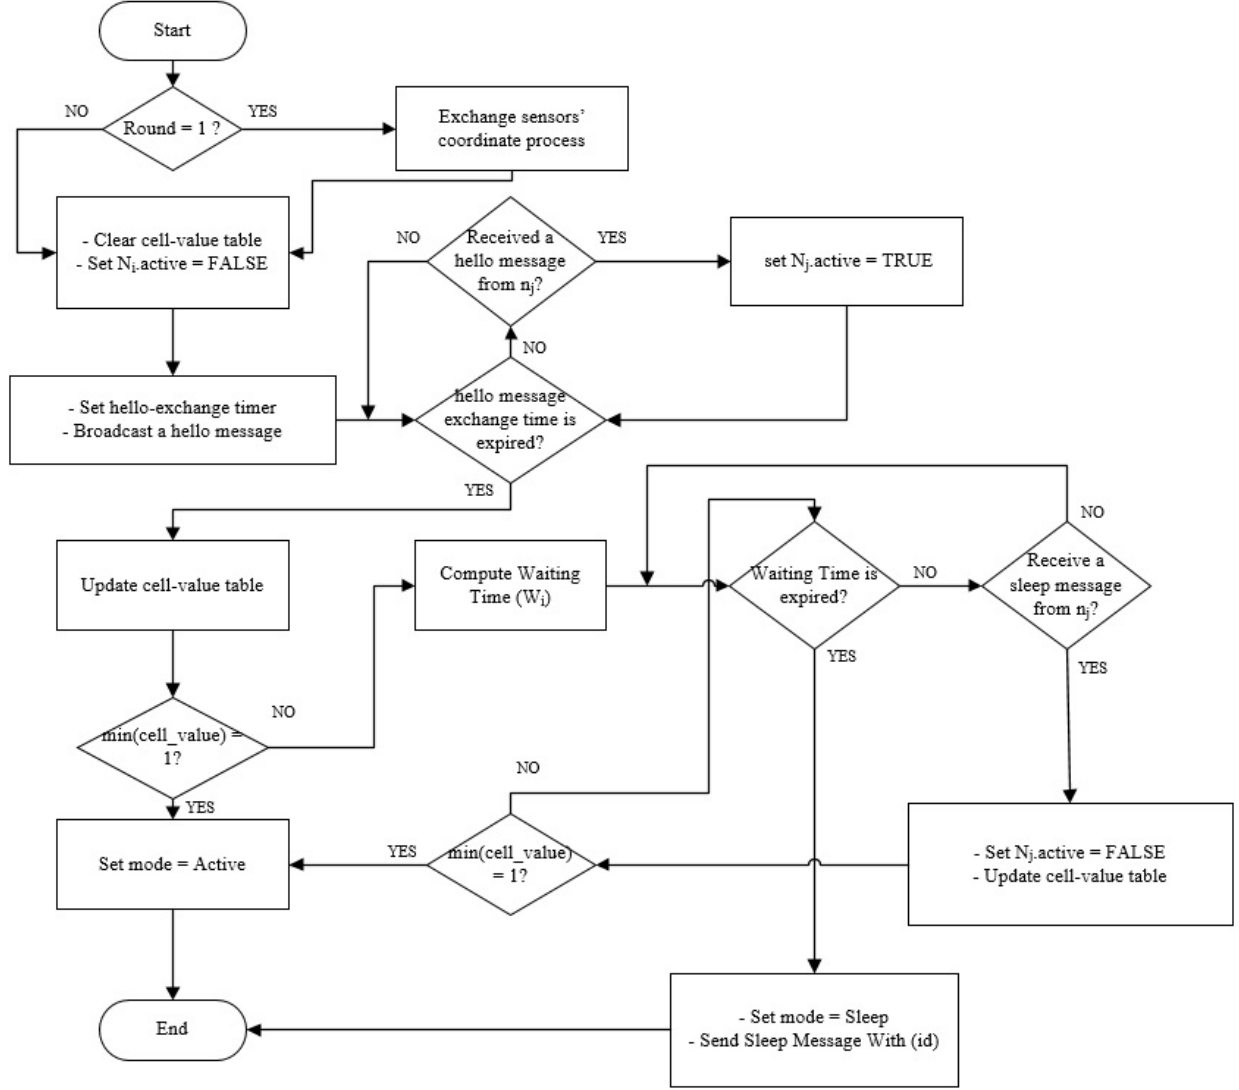 Start
NO
YES
Round = 1 ?
Exchange sensors’
coordinate process
- Clear cell-value table
- Set Ni.active = FALSE
NO
Received a
hello message
from nj?
YES
set Nj.active = TRUE
NO
- Set hello-exchange timer
- Broadcast a hello message
hello message
exchange time is
expired?
YES
Update cell-value table
Compute Waiting
Time (Wi)
Waiting Time is
expired?
NO
NO
Receive a
sleep message
from nj?
YES
YES
min(cell_value) =
1?
NO
YES
NO
Set mode = Active
YES
min(cell_value)
= 1?
- Set Nj.active = FALSE
- Update cell-value table
End
- Set mode = Sleep
- Send Sleep Message With (id)